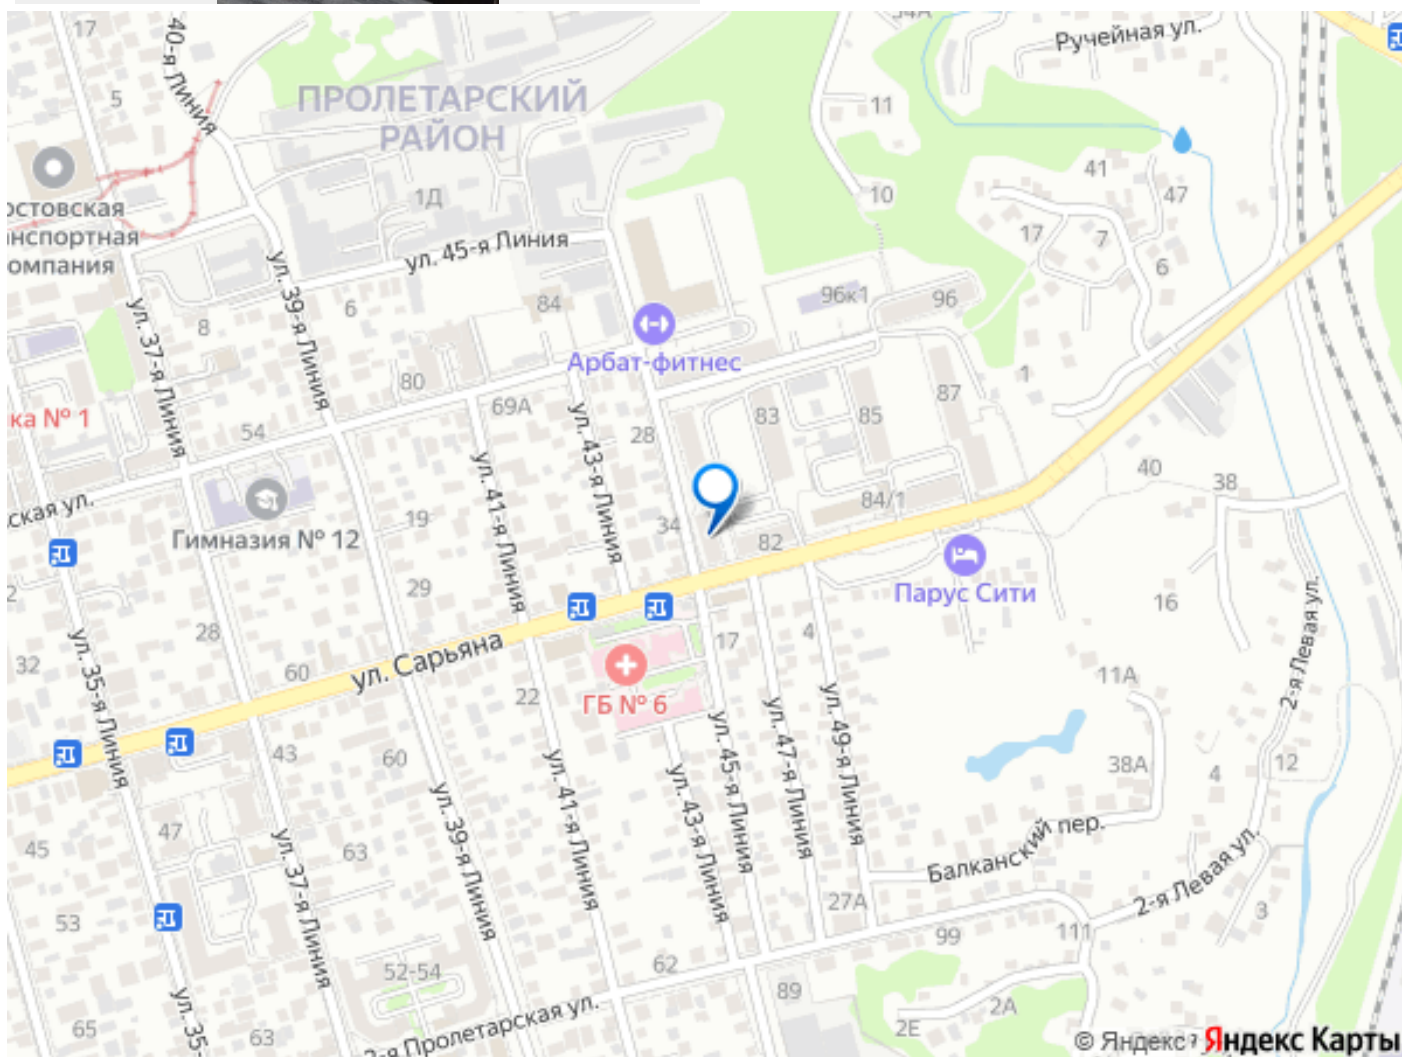 17
40-я Линия
5
ПРОЛЕТАРСКИЙ
РАЙОН
Ручейная ул.
11
10
41
47
17
7
6
1Д
остовская
нспортная
омпания
ул. 45-я Линия
ул. 39-я Линия
ул. 37-я Линия
8
6
84
96к1
96
Арбат-фитнес
80
69А
1
87
83
85
28
ка № 1
54
ул. 43-я Линия
ул. 41-я Линия
40
38
84/1
ская ул.
Гимназия № 12
19
34
82
Парус Сити
29
16
28
32
60
ул. Сарьяна
17
4
22
ГБ № 6
11А
2-я Левая ул.
ул. 35-я Линия
43
60
ул. 45-я Линия
ул. 47-я Линия
ул. 49-я Линия
38А
4
12
ул. 41-я Линия
ул. 43-я Линия
ул. 39-я Линия
ул. 37-я Линия
47
45
63
Балканский пер.
2-я Левая ул.
27А
3
53
99
111
62
52-54
89
2А
2Е
ул. 35-
65
63
2-я Пролетарская ул.
© Яндекс
Яндекс Карты